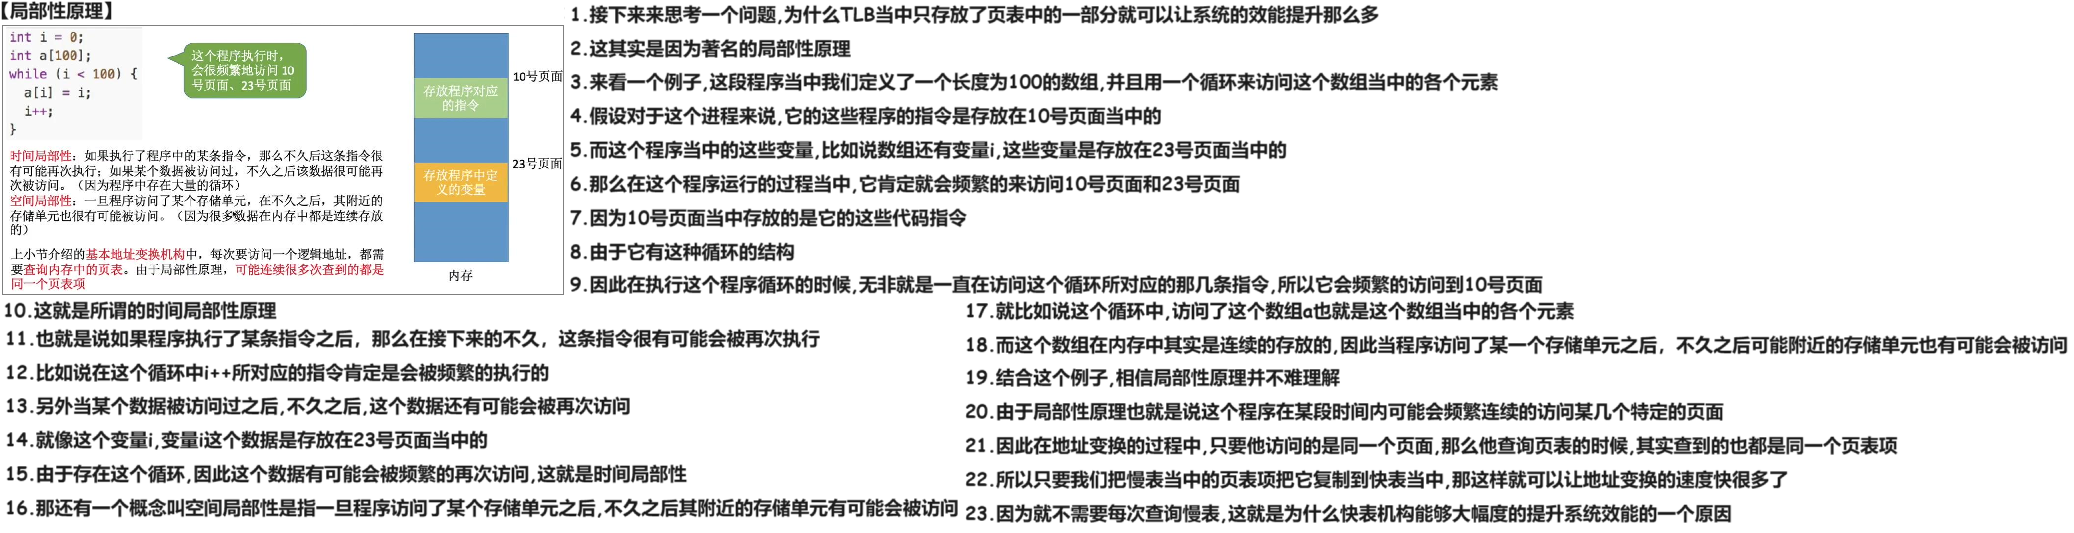 【局部性原理】
int i = 0;
int a[100];
while (i < 100) {
a[i] = i;
i++;
}
这个程序执行时，
会很频繁地访问 10
号页面、23号页面
存放程序对应
的指令
10号页面
存放程序中定
义的变量
23号页面
内存
时间局部性：如果执行了程序中的某条指令，那么不久后这条指令很
有可能再次执行；如果某个数据被访问过，不久之后该数据很可能再
次被访问。（因为程序中存在大量的循环）
空间局部性：一旦程序访问了某个存储单元，在不久之后，其附近的
存储单元也很有可能被访问。（因为很多数据在内存中都是连续存放
的）
上小节介绍的基本地址变换机构中，每次要访问一个逻辑地址，都需
要查询内存中的页表。由于局部性原理，可能连续很多次查到的都是
同一个页表项
1.接下来来思考一个问题,为什么TLB当中只存放了页表中的一部分就可以让系统的效能提升那么多
2.这其实是因为著名的局部性原理
3.来看一个例子,这段程序当中我们定义了一个长度为100的数组,并且用一个循环来访问这个数组当中的各个元素
4.假设对于这个进程来说,它的这些程序的指令是存放在10号页面当中的
5.而这个程序当中的这些变量,比如说数组还有变量i,这些变量是存放在23号页面当中的
6.那么在这个程序运行的过程当中,它肯定就会频繁的来访问10号页面和23号页面
7.因为10号页面当中存放的是它的这些代码指令
8.由于它有这种循环的结构
9.因此在执行这个程序循环的时候,无非就是一直在访问这个循环所对应的那几条指令,所以它会频繁的访问到10号页面
10.这就是所谓的时间局部性原理
11.也就是说如果程序执行了某条指令之后，那么在接下来的不久，这条指令很有可能会被再次执行
12.比如说在这个循环中i++所对应的指令肯定是会被频繁的执行的
13.另外当某个数据被访问过之后,不久之后,这个数据还有可能会被再次访问
14.就像这个变量i,变量i这个数据是存放在23号页面当中的
15.由于存在这个循环,因此这个数据有可能会被频繁的再次访问,这就是时间局部性
16.那还有一个概念叫空间局部性是指一旦程序访问了某个存储单元之后,不久之后其附近的存储单元有可能会被访问
17.就比如说这个循环中,访问了这个数组a也就是这个数组当中的各个元素
18.而这个数组在内存中其实是连续的存放的,因此当程序访问了某一个存储单元之后，不久之后可能附近的存储单元也有可能会被访问
19.结合这个例子,相信局部性原理并不难理解
20.由于局部性原理也就是说这个程序在某段时间内可能会频繁连续的访问某几个特定的页面
21.因此在地址变换的过程中,只要他访问的是同一个页面,那么他查询页表的时候,其实查到的也都是同一个页表项
22.所以只要我们把慢表当中的页表项把它复制到快表当中,那这样就可以让地址变换的速度快很多了
23.因为就不需要每次查询慢表,这就是为什么快表机构能够大幅度的提升系统效能的一个原因